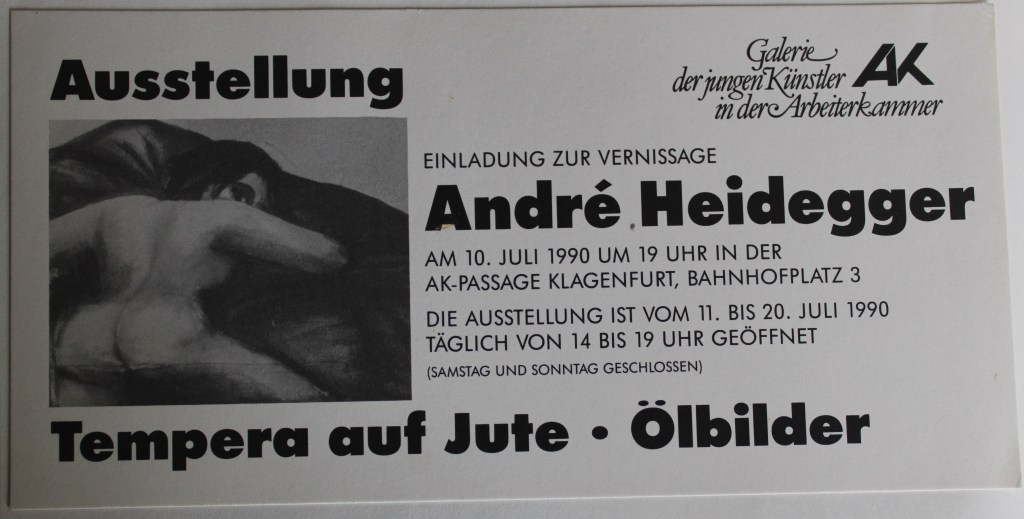 Ausstellung
Galerie
der jungen Künstler
in der Arbeiterkammer
AK
EINLADUNG ZUR VERNISSAGE
André Heidegger
AM 10. JULI 1990 UM 19 UHR IN DER
AK-PASSAGE KLAGENFURT, BAHNHOFPLATZ 3
DIE AUSSTELLUNG IST VOM 11. BIS 20. JULI 1990
TÄGLICH VON 14 BIS 19 UHR GEÖFFNET
(SAMSTAG UND SONNTAG GESCHLOSSEN)
Tempera auf Jute • Ölbilder